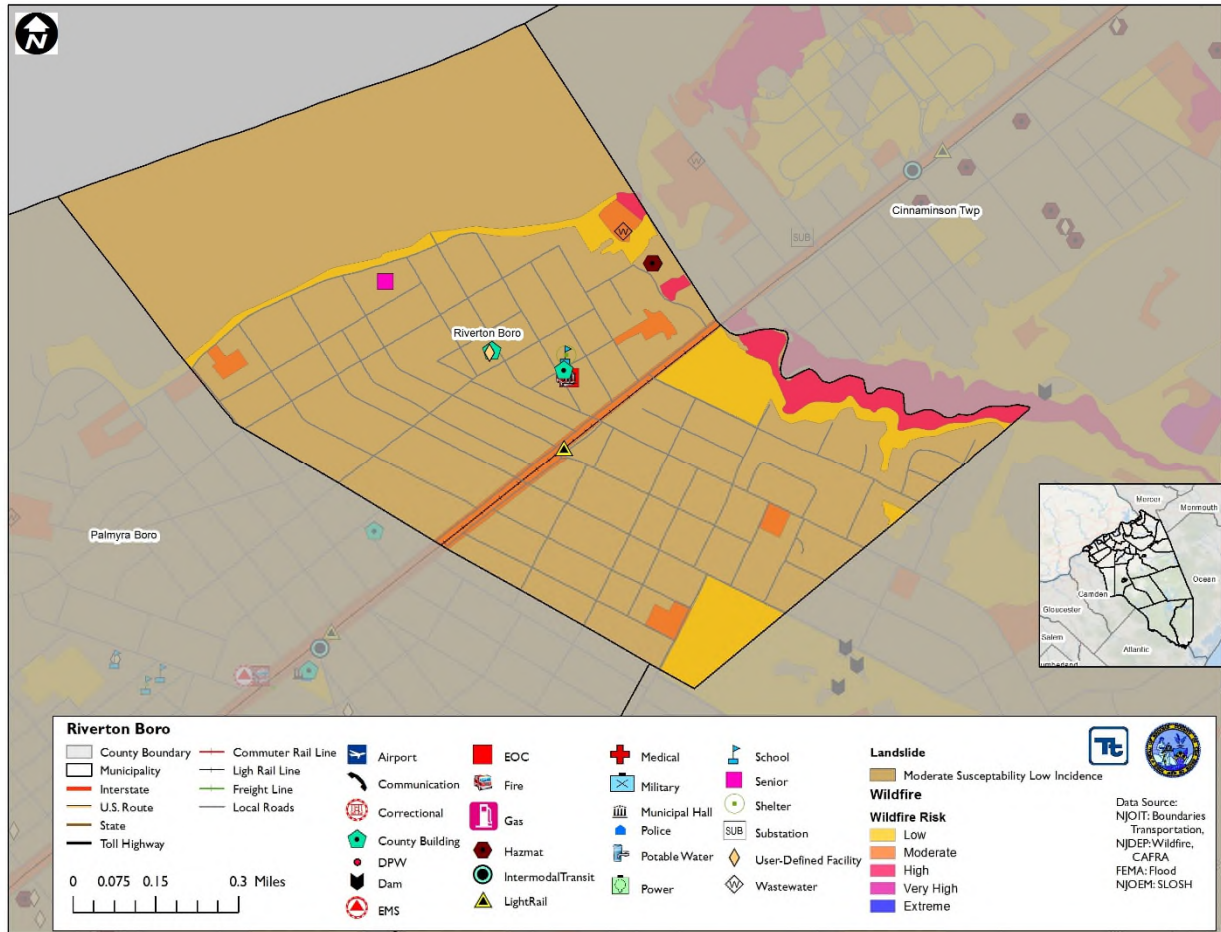 N
Cinnaminson Twp
SUB
W
Riverton Boro
Palmyra Boro
W
W
Mercer
Monmouth
Ocean
Camden
Gloucester
Salem
Atlantic
umberland
Riverton Boro
County Boundary
Municipality
Interstate
U.S. Route
State
Toll Highway
Commuter Rail Line
Ligh Rail Line
Freight Line
Local Roads
0 0.075 0.15 0.3 Miles
Airport
Communication
Correctional
County Building
DPW
Dam
EMS
EOC
Fire
Gas
Hazmat
IntermodalTransit
LightRail
Medical
Military
Municipal Hall
Police
Potable Water
Power
School
Senior
Shelter
SUB Substation
User-Defined Facility
W Wastewater
Landslide
Moderate Susceptability Low Incidence
Wildfire
Wildfire Risk
Low
Moderate
High
Very High
Extreme
Tt
Data Source:
NJOIT: Boundaries
Transportation,
NJDEP: Wildfire,
CAFRA
FEMA: Flood
NJOEM: SLOSH